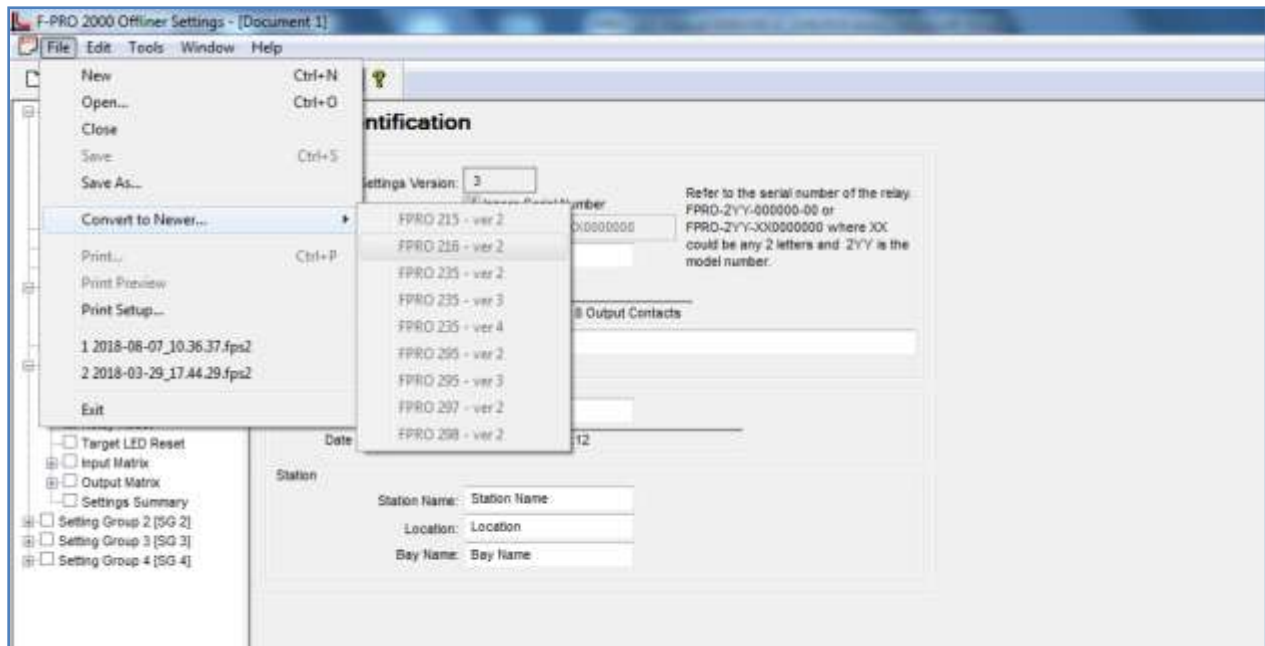 F-PRO 2000 Offliner Settings - [Document 1]
File Edit Tools Window Help
New Ctrl+N
Open... Ctrl+O
Close
Save Ctrl+S
Save As...
Convert to Newer...
Print... Ctrl+P
Print Preview
Print Setup...
1 2018-08-07_10.36.37.fps2
2 2018-03-29_17.44.29.fps2
Exit
FPRO 215 - ver 2
FPRO 216 - ver 2
FPRO 235 - ver 2
FPRO 235 - ver 3
FPRO 235 - ver 4
FPRO 295 - ver 2
FPRO 295 - ver 3
FPRO 297 - ver 2
FPRO 298 - ver 2
ntification
Settings Version: 3
Refer to the serial number of the relay.
FPRO-2YY-000000-00 or
FPRO-2YY-XX0000000 where XX
could be any 2 letters and 2YY is the
model number.
8 Output Contacts
Date 12
Target LED Reset
Input Matrix
Output Matrix
Settings Summary
Setting Group 2 [SG 2]
Setting Group 3 [SG 3]
Setting Group 4 [SG 4]
Station
Station Name: Station Name
Location: Location
Bay Name: Bay Name